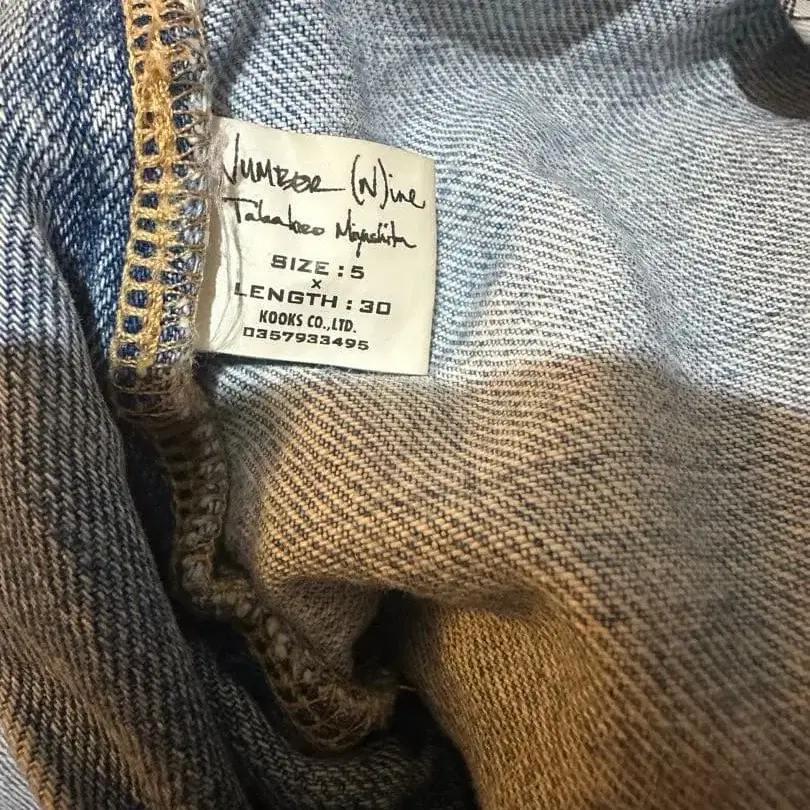 NUMBER (N)ine
Takahiro Miyashita
SIZE : 5
x
LENGTH : 30
KOOKS CO.,LTD.
0357933495